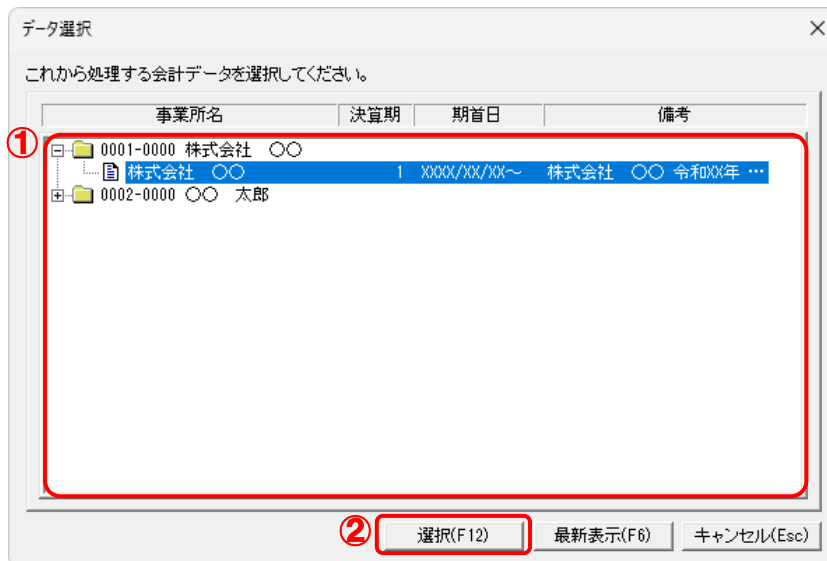 データ選択
これから処理する会計データを選択してください。
事業所名 決算期 期首日 備考
①
0001-0000 株式会社　〇〇
株式会社　〇〇 1 XXXX/XX/XX～ 株式会社　〇〇 令和XX年 …
0002-0000 〇〇　太郎
② 選択(F12) 最新表示(F6) キャンセル(Esc)